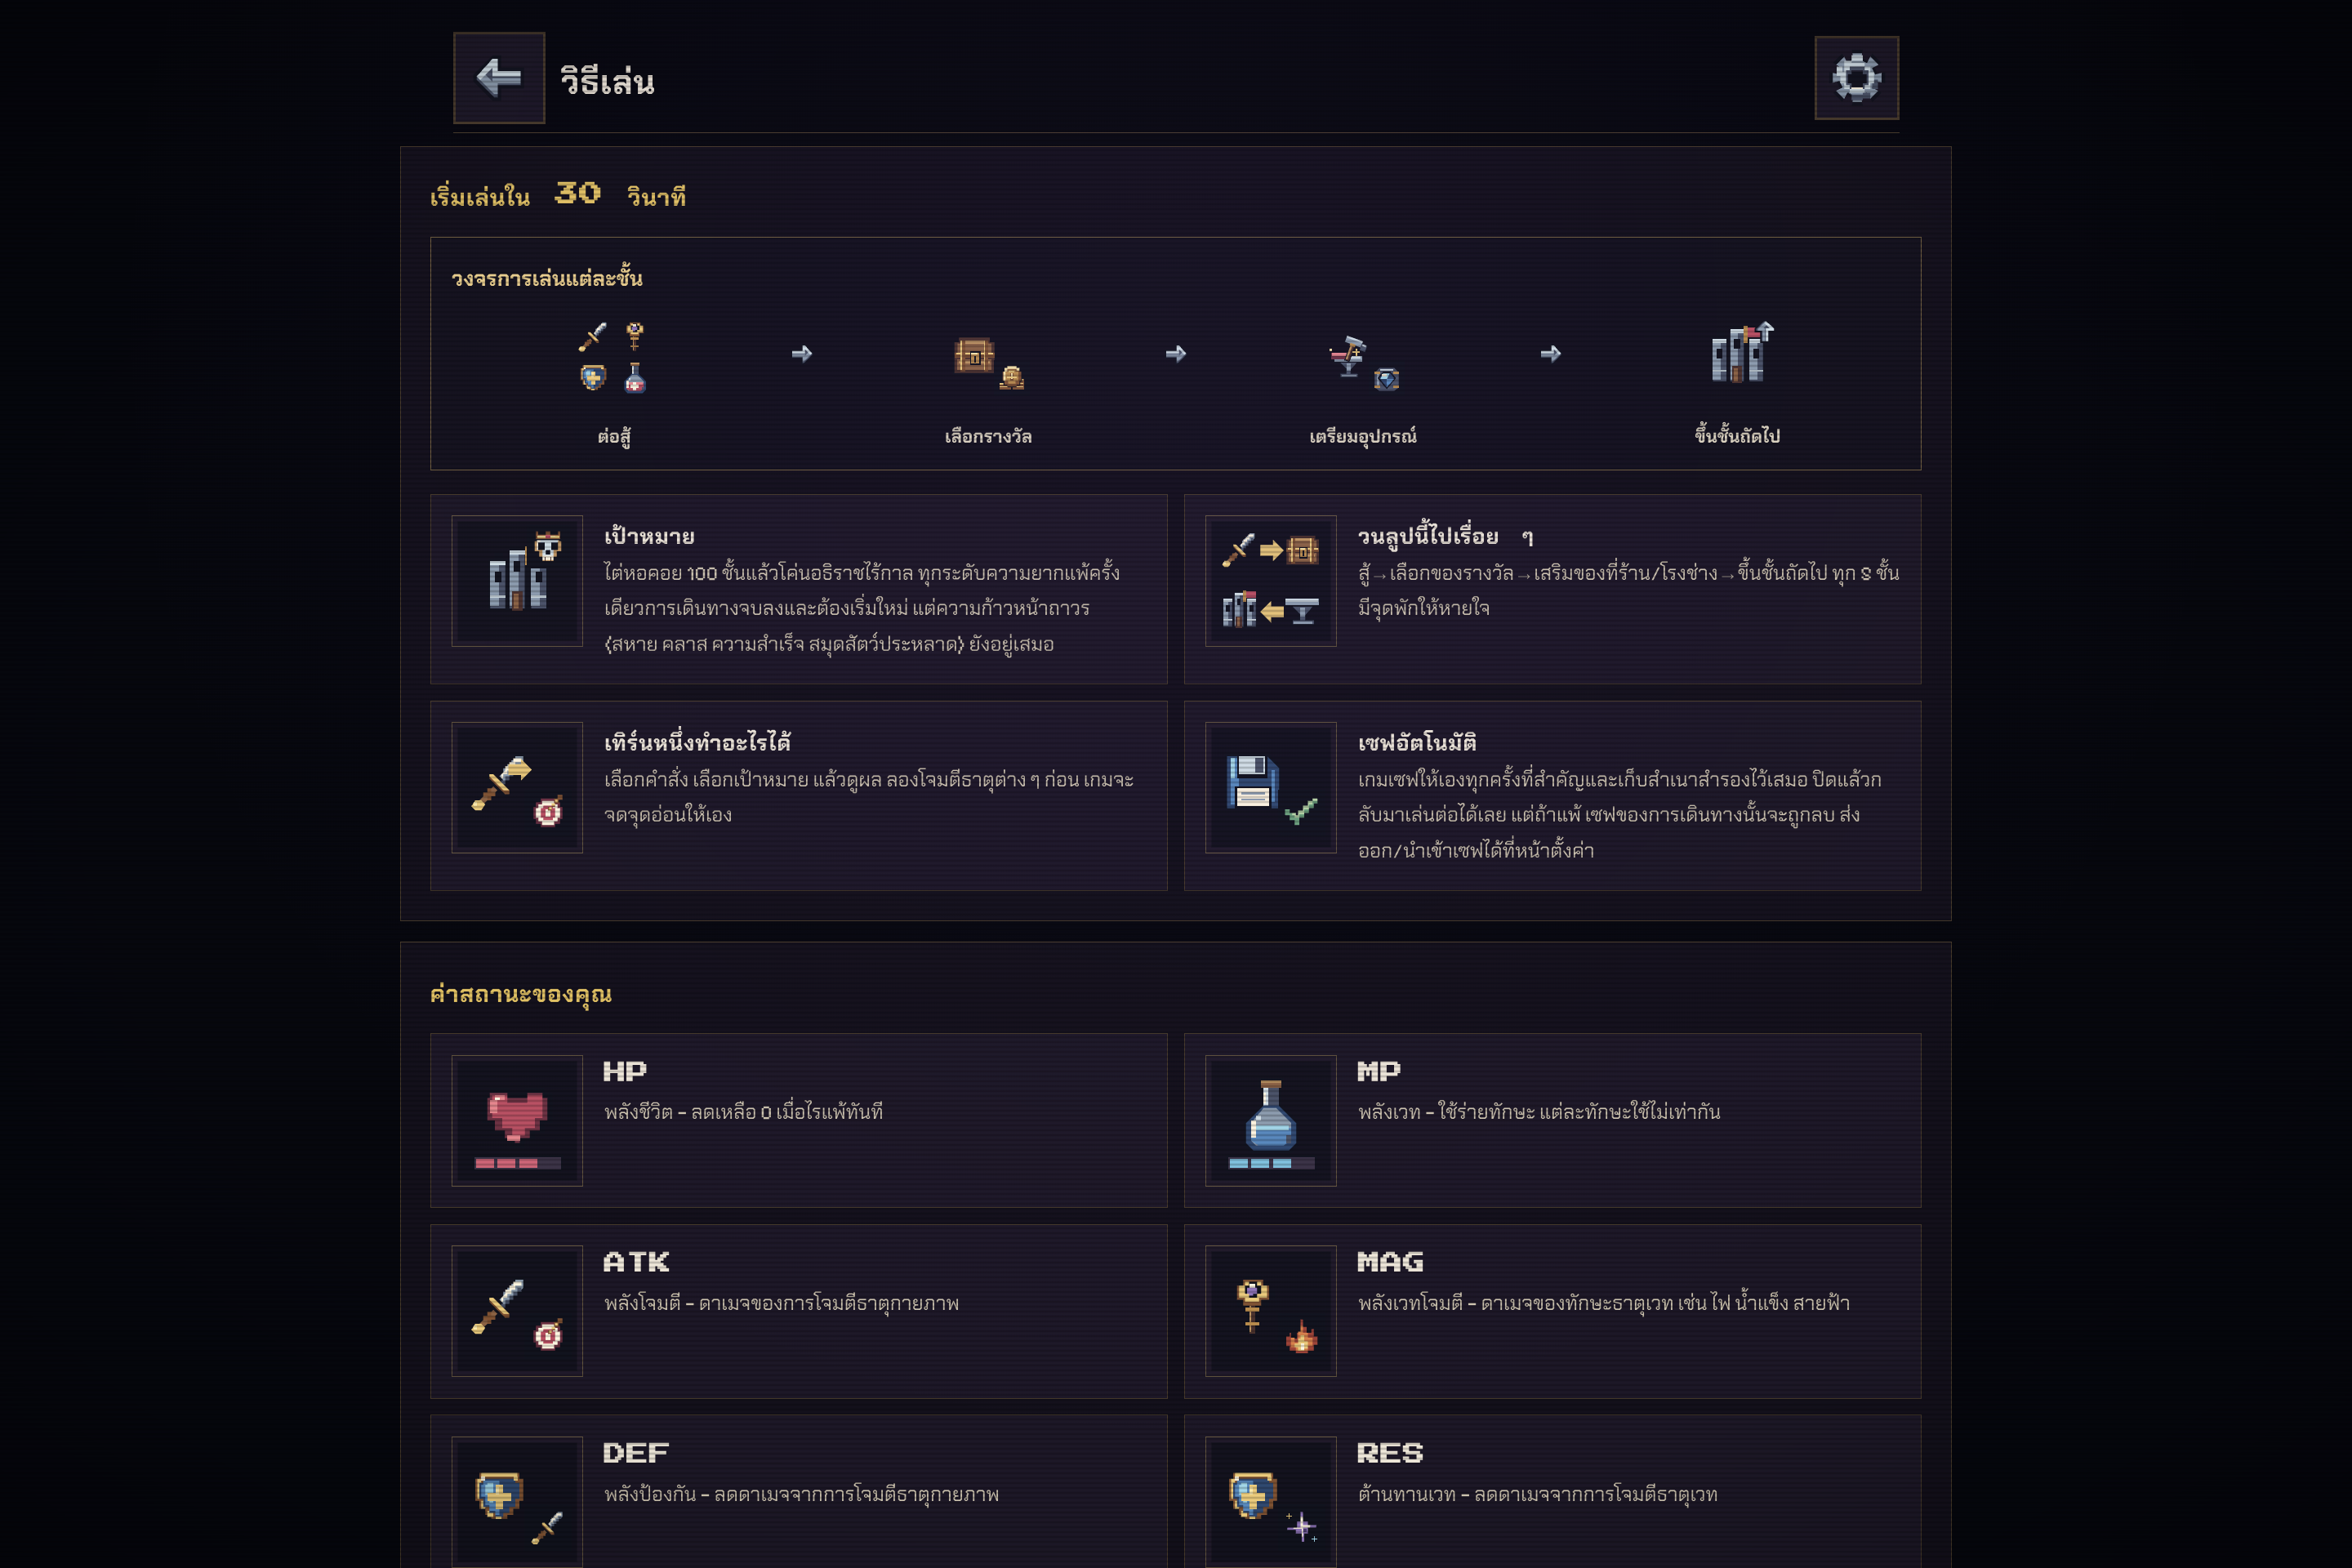 วิธีเล่น
เริ่มเล่นใน 30 วินาที
วงจรการเล่นแต่ละชั้น
ต่อสู้
เลือกรางวัล
เตรียมอุปกรณ์
ขึ้นชั้นถัดไป
เป้าหมาย
ไต่หอคอย 100 ชั้นแล้วโค่นอธิราชไร้กาล ทุกระดับความยากแพ้ครั้ง
เดียวการเดินทางจบลงและต้องเริ่มใหม่ แต่ความก้าวหน้าถาวร
(สหาย คลาส ความสำเร็จ สมุดสัตว์ประหลาด) ยังอยู่เสมอ
วนลูปนี้ไปเรื่อย ๆ
สู้→เลือกของรางวัล→เสริมของที่ร้าน/โรงช่าง→ขึ้นชั้นถัดไป ทุก 8 ชั้น
มีจุดพักให้หายใจ
เทิร์นหนึ่งทำอะไรได้
เลือกคำสั่ง เลือกเป้าหมาย แล้วดูผล ลองโจมตีธาตุต่าง ๆ ก่อน เกมจะ
จดจุดอ่อนให้เอง
เซฟอัตโนมัติ
เกมเซฟให้เองทุกครั้งที่สำคัญและเก็บสำเนาสำรองไว้เสมอ ปิดแล้วก
ลับมาเล่นต่อได้เลย แต่ถ้าแพ้ เซฟของการเดินทางนั้นจะถูกลบ ส่ง
ออก/นำเข้าเซฟได้ที่หน้าตั้งค่า
ค่าสถานะของคุณ
HP
พลังชีวิต – ลดเหลือ 0 เมื่อไรแพ้ทันที
MP
พลังเวท – ใช้ร่ายทักษะ แต่ละทักษะใช้ไม่เท่ากัน
ATK
พลังโจมตี – ดาเมจของการโจมตีธาตุกายภาพ
MAG
พลังเวทโจมตี – ดาเมจของทักษะธาตุเวท เช่น ไฟ น้ำแข็ง สายฟ้า
DEF
พลังป้องกัน – ลดดาเมจจากการโจมตีธาตุกายภาพ
RES
ต้านทานเวท – ลดดาเมจจากการโจมตีธาตุเวท